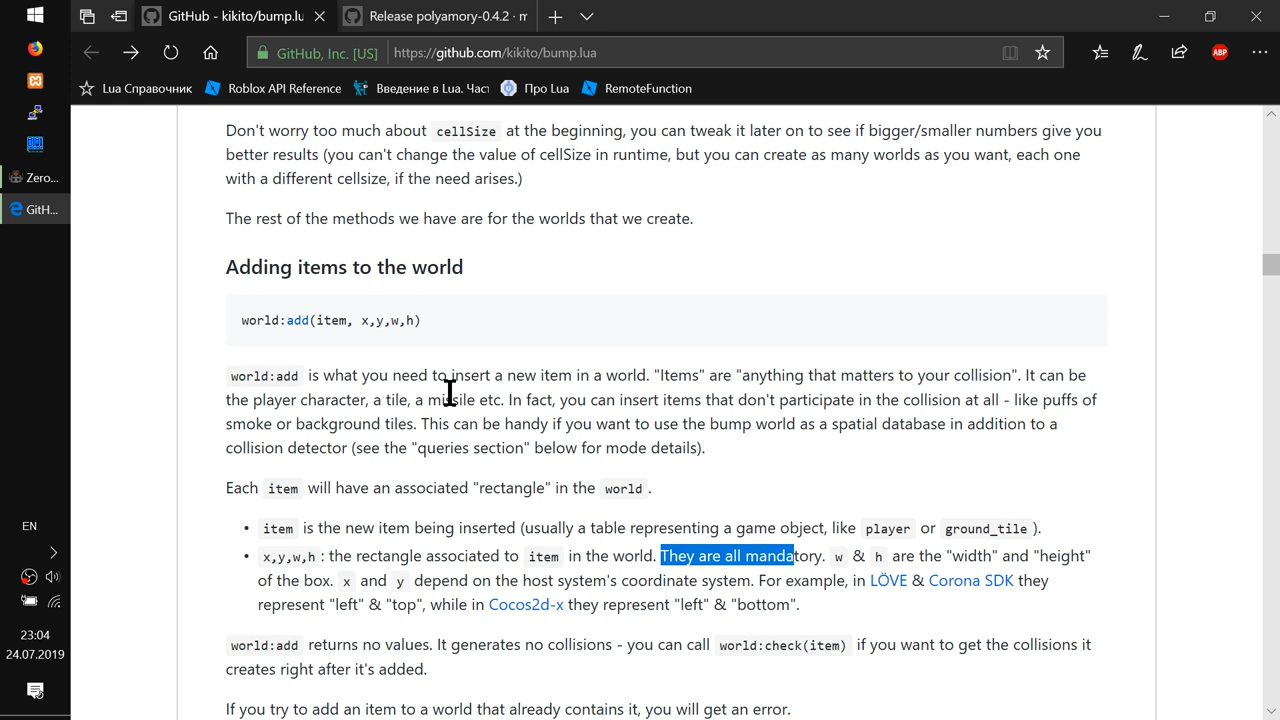 GitHub - kikito/bump.lu
Release polyamory-0.4.2 · m
GitHub, Inc. [US]
https://github.com/kikito/bump.lua
ABP
Lua Справочник
Roblox API Reference
Введение в Lua. Част
Про Lua
RemoteFunction
Zero...
GitH...
EN
23:04
24.07.2019
Don't worry too much about cellSize at the beginning, you can tweak it later on to see if bigger/smaller numbers give you
better results (you can't change the value of cellSize in runtime, but you can create as many worlds as you want, each one
with a different cellsize, if the need arises.)
The rest of the methods we have are for the worlds that we create.
Adding items to the world
world:add(item, x,y,w,h)
world:add is what you need to insert a new item in a world. "Items" are "anything that matters to your collision". It can be
the player character, a tile, a missile etc. In fact, you can insert items that don't participate in the collision at all - like puffs of
smoke or background tiles. This can be handy if you want to use the bump world as a spatial database in addition to a
collision detector (see the "queries section" below for mode details).
Each item will have an associated "rectangle" in the world .
• item is the new item being inserted (usually a table representing a game object, like player or ground_tile ).
• x,y,w,h : the rectangle associated to item in the world. They are all mandatory. w & h are the "width" and "height"
of the box. x and y depend on the host system's coordinate system. For example, in LÖVE & Corona SDK they
represent "left" & "top", while in Cocos2d-x they represent "left" & "bottom".
world:add returns no values. It generates no collisions - you can call world:check(item) if you want to get the collisions it
creates right after it's added.
If you try to add an item to a world that already contains it, you will get an error.